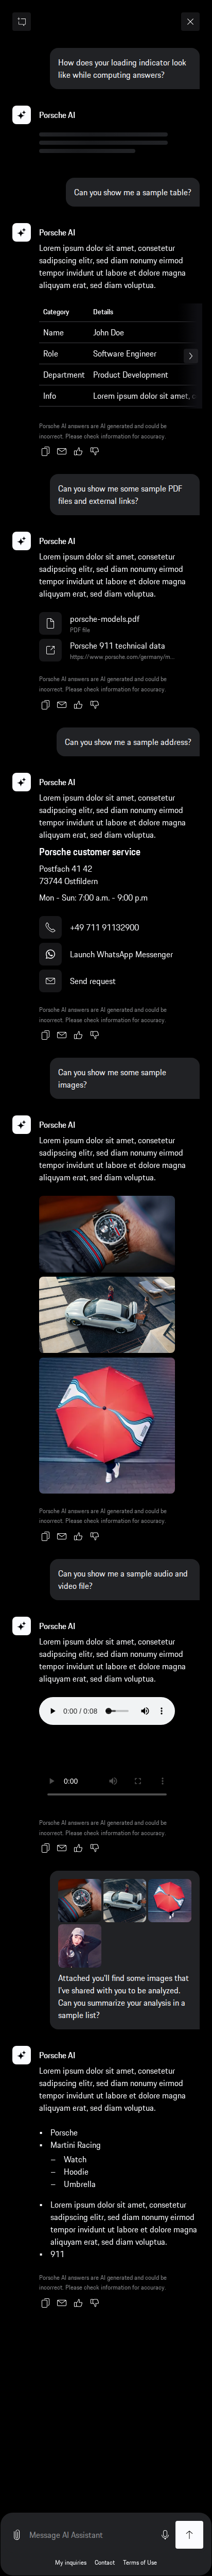 How does your loading indicator look
like while computing answers?
Porsche AI
Can you show me a sample table?
Porsche AI
Lorem ipsum dolor sit amet, consetetur
sadipscing elitr, sed diam nonumy eirmod
tempor invidunt ut labore et dolore magna
aliquyam erat, sed diam voluptua.
Category Details
Name John Doe
Role Software Engineer
Department Product Development
Info Lorem ipsum dolor sit amet,
Porsche AI answers are AI generated and could be
incorrect. Please check information for accuracy.
Can you show me some sample PDF
files and external links?
Porsche AI
Lorem ipsum dolor sit amet, consetetur
sadipscing elitr, sed diam nonumy eirmod
tempor invidunt ut labore et dolore magna
aliquyam erat, sed diam voluptua.
porsche-models.pdf
PDF file
Porsche 911 technical data
https://www.porsche.com/germany/m...
Porsche AI answers are AI generated and could be
incorrect. Please check information for accuracy.
Can you show me a sample address?
Porsche AI
Lorem ipsum dolor sit amet, consetetur
sadipscing elitr, sed diam nonumy eirmod
tempor invidunt ut labore et dolore magna
aliquyam erat, sed diam voluptua.
Porsche customer service
Postfach 41 42
73744 Ostfildern
Mon - Sun: 7:00 a.m. - 9:00 p.m
+49 711 91132900
Launch WhatsApp Messenger
Send request
Porsche AI answers are AI generated and could be
incorrect. Please check information for accuracy.
Can you show me some sample
images?
Porsche AI
Lorem ipsum dolor sit amet, consetetur
sadipscing elitr, sed diam nonumy eirmod
tempor invidunt ut labore et dolore magna
aliquyam erat, sed diam voluptua.
Porsche AI answers are AI generated and could be
incorrect. Please check information for accuracy.
Can you show me a sample audio and
video file?
Porsche AI
Lorem ipsum dolor sit amet, consetetur
sadipscing elitr, sed diam nonumy eirmod
tempor invidunt ut labore et dolore magna
aliquyam erat, sed diam voluptua.
0:00 / 0:08
0:00
Porsche AI answers are AI generated and could be
incorrect. Please check information for accuracy.
Attached you'll find some images that
I've shared with you to be analyzed.
Can you summarize your analysis in a
sample list?
Porsche AI
Lorem ipsum dolor sit amet, consetetur
sadipscing elitr, sed diam nonumy eirmod
tempor invidunt ut labore et dolore magna
aliquyam erat, sed diam voluptua.
• Porsche
• Martini Racing
– Watch
– Hoodie
– Umbrella
• Lorem ipsum dolor sit amet, consetetur
sadipscing elitr, sed diam nonumy eirmod
tempor invidunt ut labore et dolore magna
aliquyam erat, sed diam voluptua.
• 911
Porsche AI answers are AI generated and could be
incorrect. Please check information for accuracy.
Message AI Assistant
My inquiries Contact Terms of Use